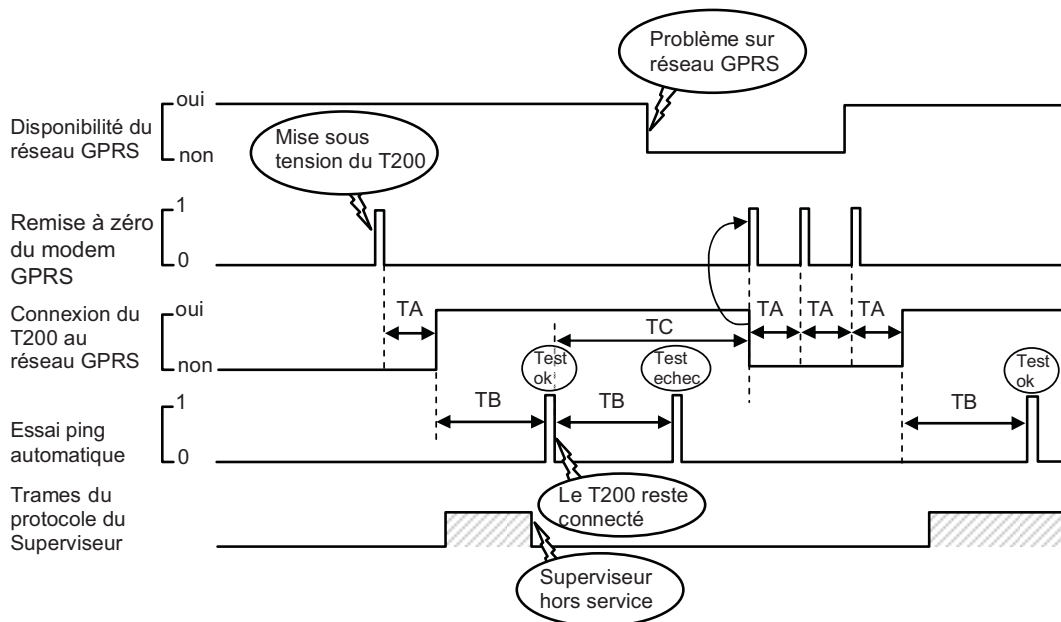 Problème sur
réseau GPRS
oui
Disponibilité du
réseau GPRS
non
Mise sous
tension du T200
1
Remise à zéro
du modem
GPRS
0
Connexion du
T200 au
réseau GPRS
oui
non
TA
TC
TA
TA
TA
Test
ok
Test
echec
Test
ok
1
Essai ping
automatique
0
TB
TB
TB
Le T200 reste
connecté
Trames du
protocole du
Superviseur
Superviseur
hors service